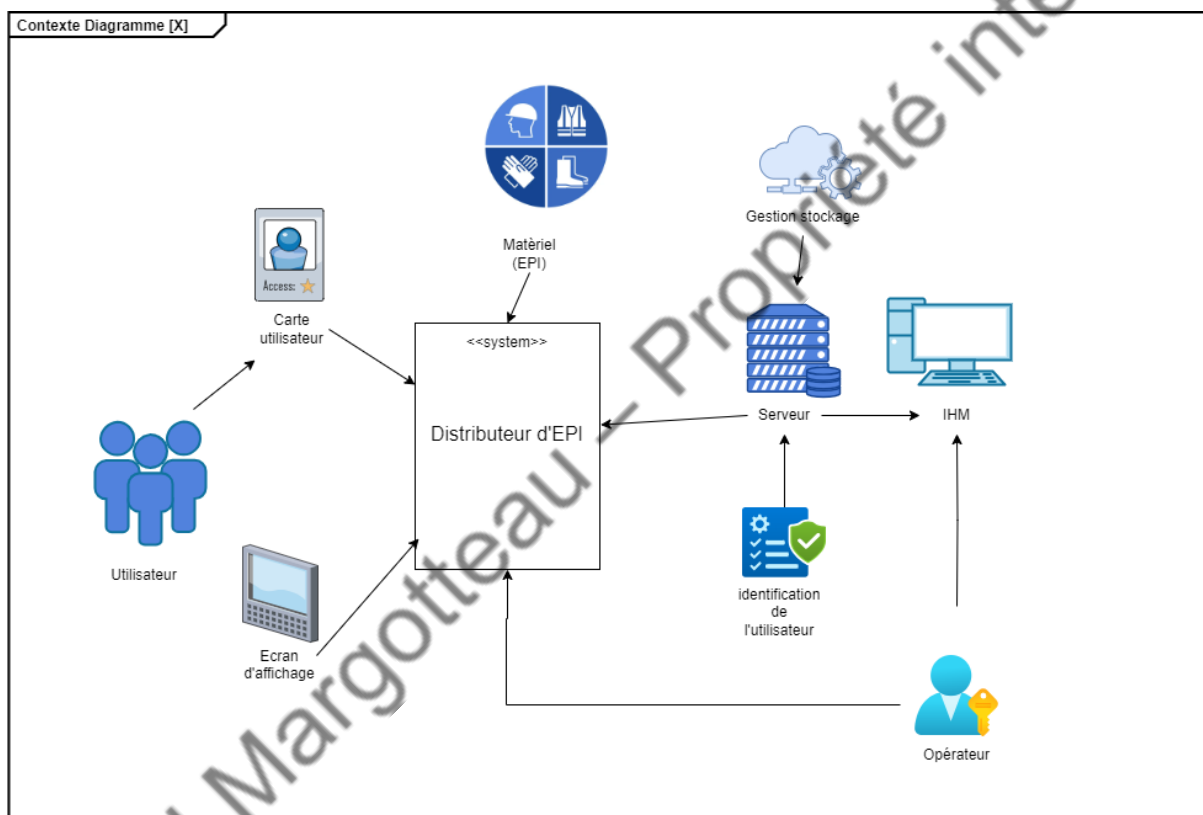 Contexte Diagramme [X]
Matèriel
(EPI)
Gestion stockage
Access:
Carte
utilisateur
<<system>>
Distributeur d'EPI
Serveur
IHM
Utilisateur
identification
de
l'utilisateur
Ecran
d'affichage
Opérateur
Margotteau – Propriété